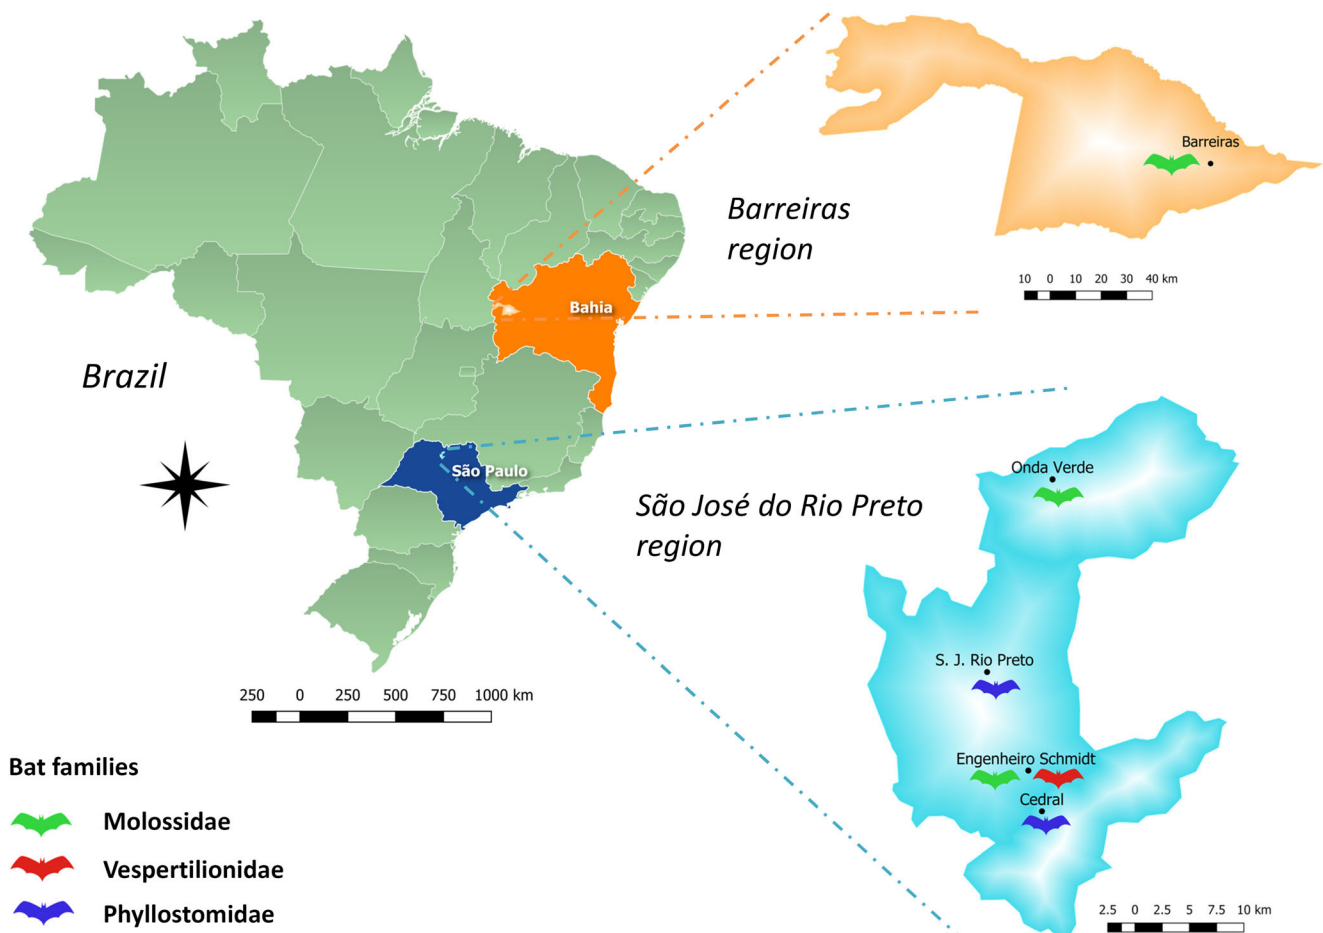 Brazil
Bahia
São Paulo
250 0 250 500 750 1000 km
Barreiras
region
Barreiras
10 0 10 20 30 40 km
São José do Rio Preto
region
Onda Verde
S. J. Rio Preto
Engenheiro Schmidt
Cedral
2.5 0 2.5 5 7.5 10 km
Bat families
Molossidae
Vespertilionidae
Phyllostomidae